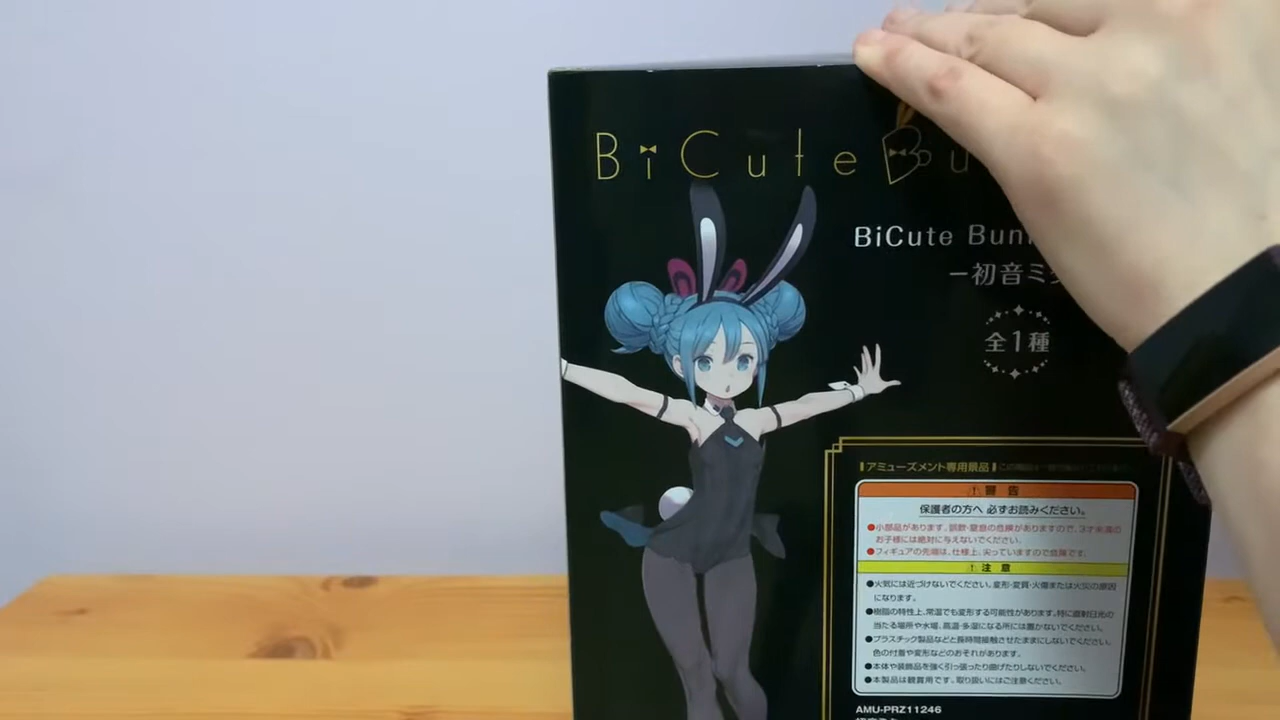 BiCute Bu
BiCute Bun
ー初音ミ
全1種
アミューズメント専用景品
警告
保護者の方へ 必ずお読みください。
●小部品があります。誤飲・窒息の危険がありますので、3才未満の
お子様には絶対に与えないでください。
●フィギュアの先端は、仕様上、尖っていますので危険です。
注意
●火気には近づけないでください。変形・変質・火傷または火災の原因
になります。
●樹脂の特性上、常温でも変形する可能性があります。特に直射日光の
当たる場所や水場、高温・多湿になる所には置かないでください。
●プラスチック製品などと長時間接触させたままにしないでください。
色の付着や変形などのおそれがあります。
●本体や装飾品を強く引っ張ったり曲げたりしないでください。
●本製品は観賞用です。取り扱いにはご注意ください。
AMU-PRZ11246